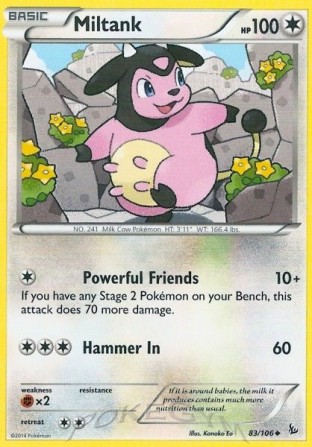 BASIC
Miltank
HP 100
NO. 241 Milk Cow Pokémon HT: 3'11" WT: 166.4 lbs.
Powerful Friends 10+
If you have any Stage 2 Pokémon on your Bench, this
attack does 70 more damage.
Hammer In 60
weakness
×2
resistance
retreat
If it is around babies, the milk it
produces contains much more
nutrition than usual.
©2014 Pokémon
Illus. Kanako Eo
83/106